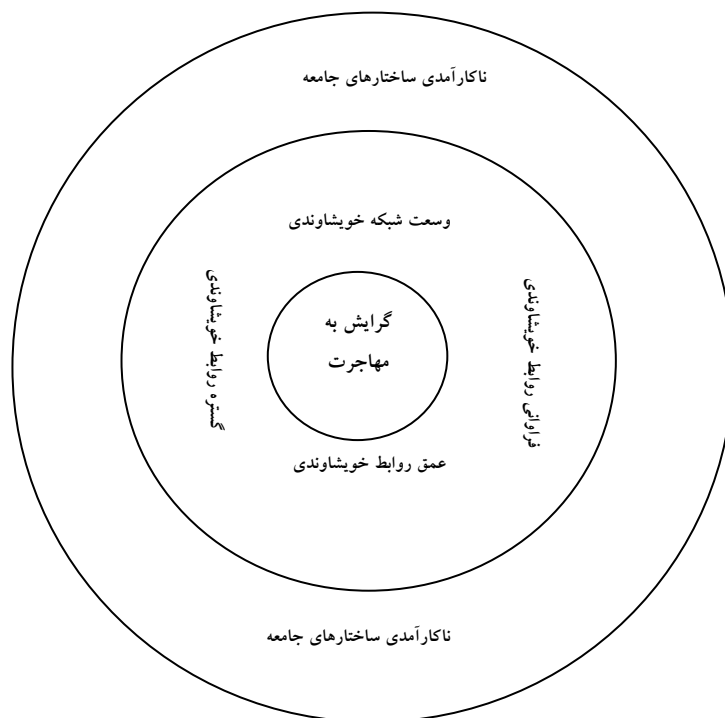 ناکارآمدی ساختارهای جامعه
وسعت شبکه خویشاوندی
فراوانی روابط خویشاوندی
گستره روابط خویشاوندی
گرایش به
مهاجرت
عمق روابط خویشاوندی
ناکارآمدی ساختارهای جامعه